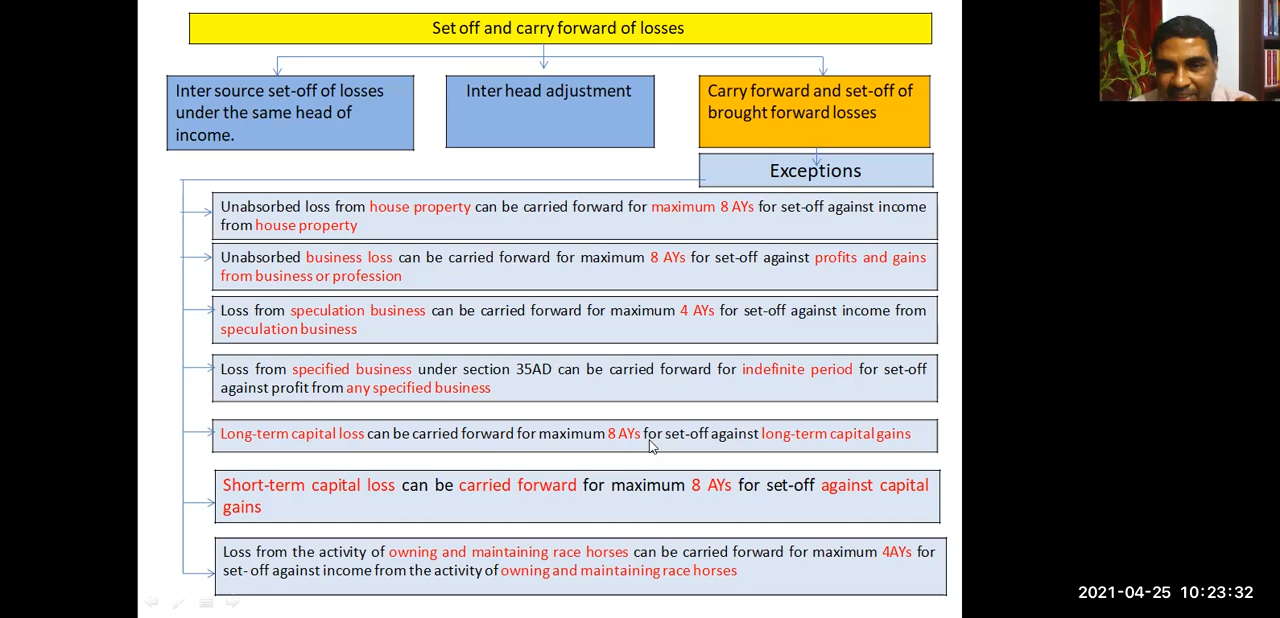 Set off and carry forward of losses
Inter source set-off of losses
under the same head of
income.
Inter head adjustment
Carry forward and set-off of
brought forward losses
Exceptions
Unabsorbed loss from house property can be carried forward for maximum 8 AYs for set-off against income
from house property
Unabsorbed business loss can be carried forward for maximum 8 AYs for set-off against profits and gains
from business or profession
Loss from speculation business can be carried forward for maximum 4 AYs for set-off against income from
speculation business
Loss from specified business under section 35AD can be carried forward for indefinite period for set-off
against profit from any specified business
Long-term capital loss can be carried forward for maximum 8 AYs for set-off against long-term capital gains
Short-term capital loss can be carried forward for maximum 8 AYs for set-off against capital
gains
Loss from the activity of owning and maintaining race horses can be carried forward for maximum 4AYs for
set- off against income from the activity of owning and maintaining race horses
2021-04-25 10:23:32